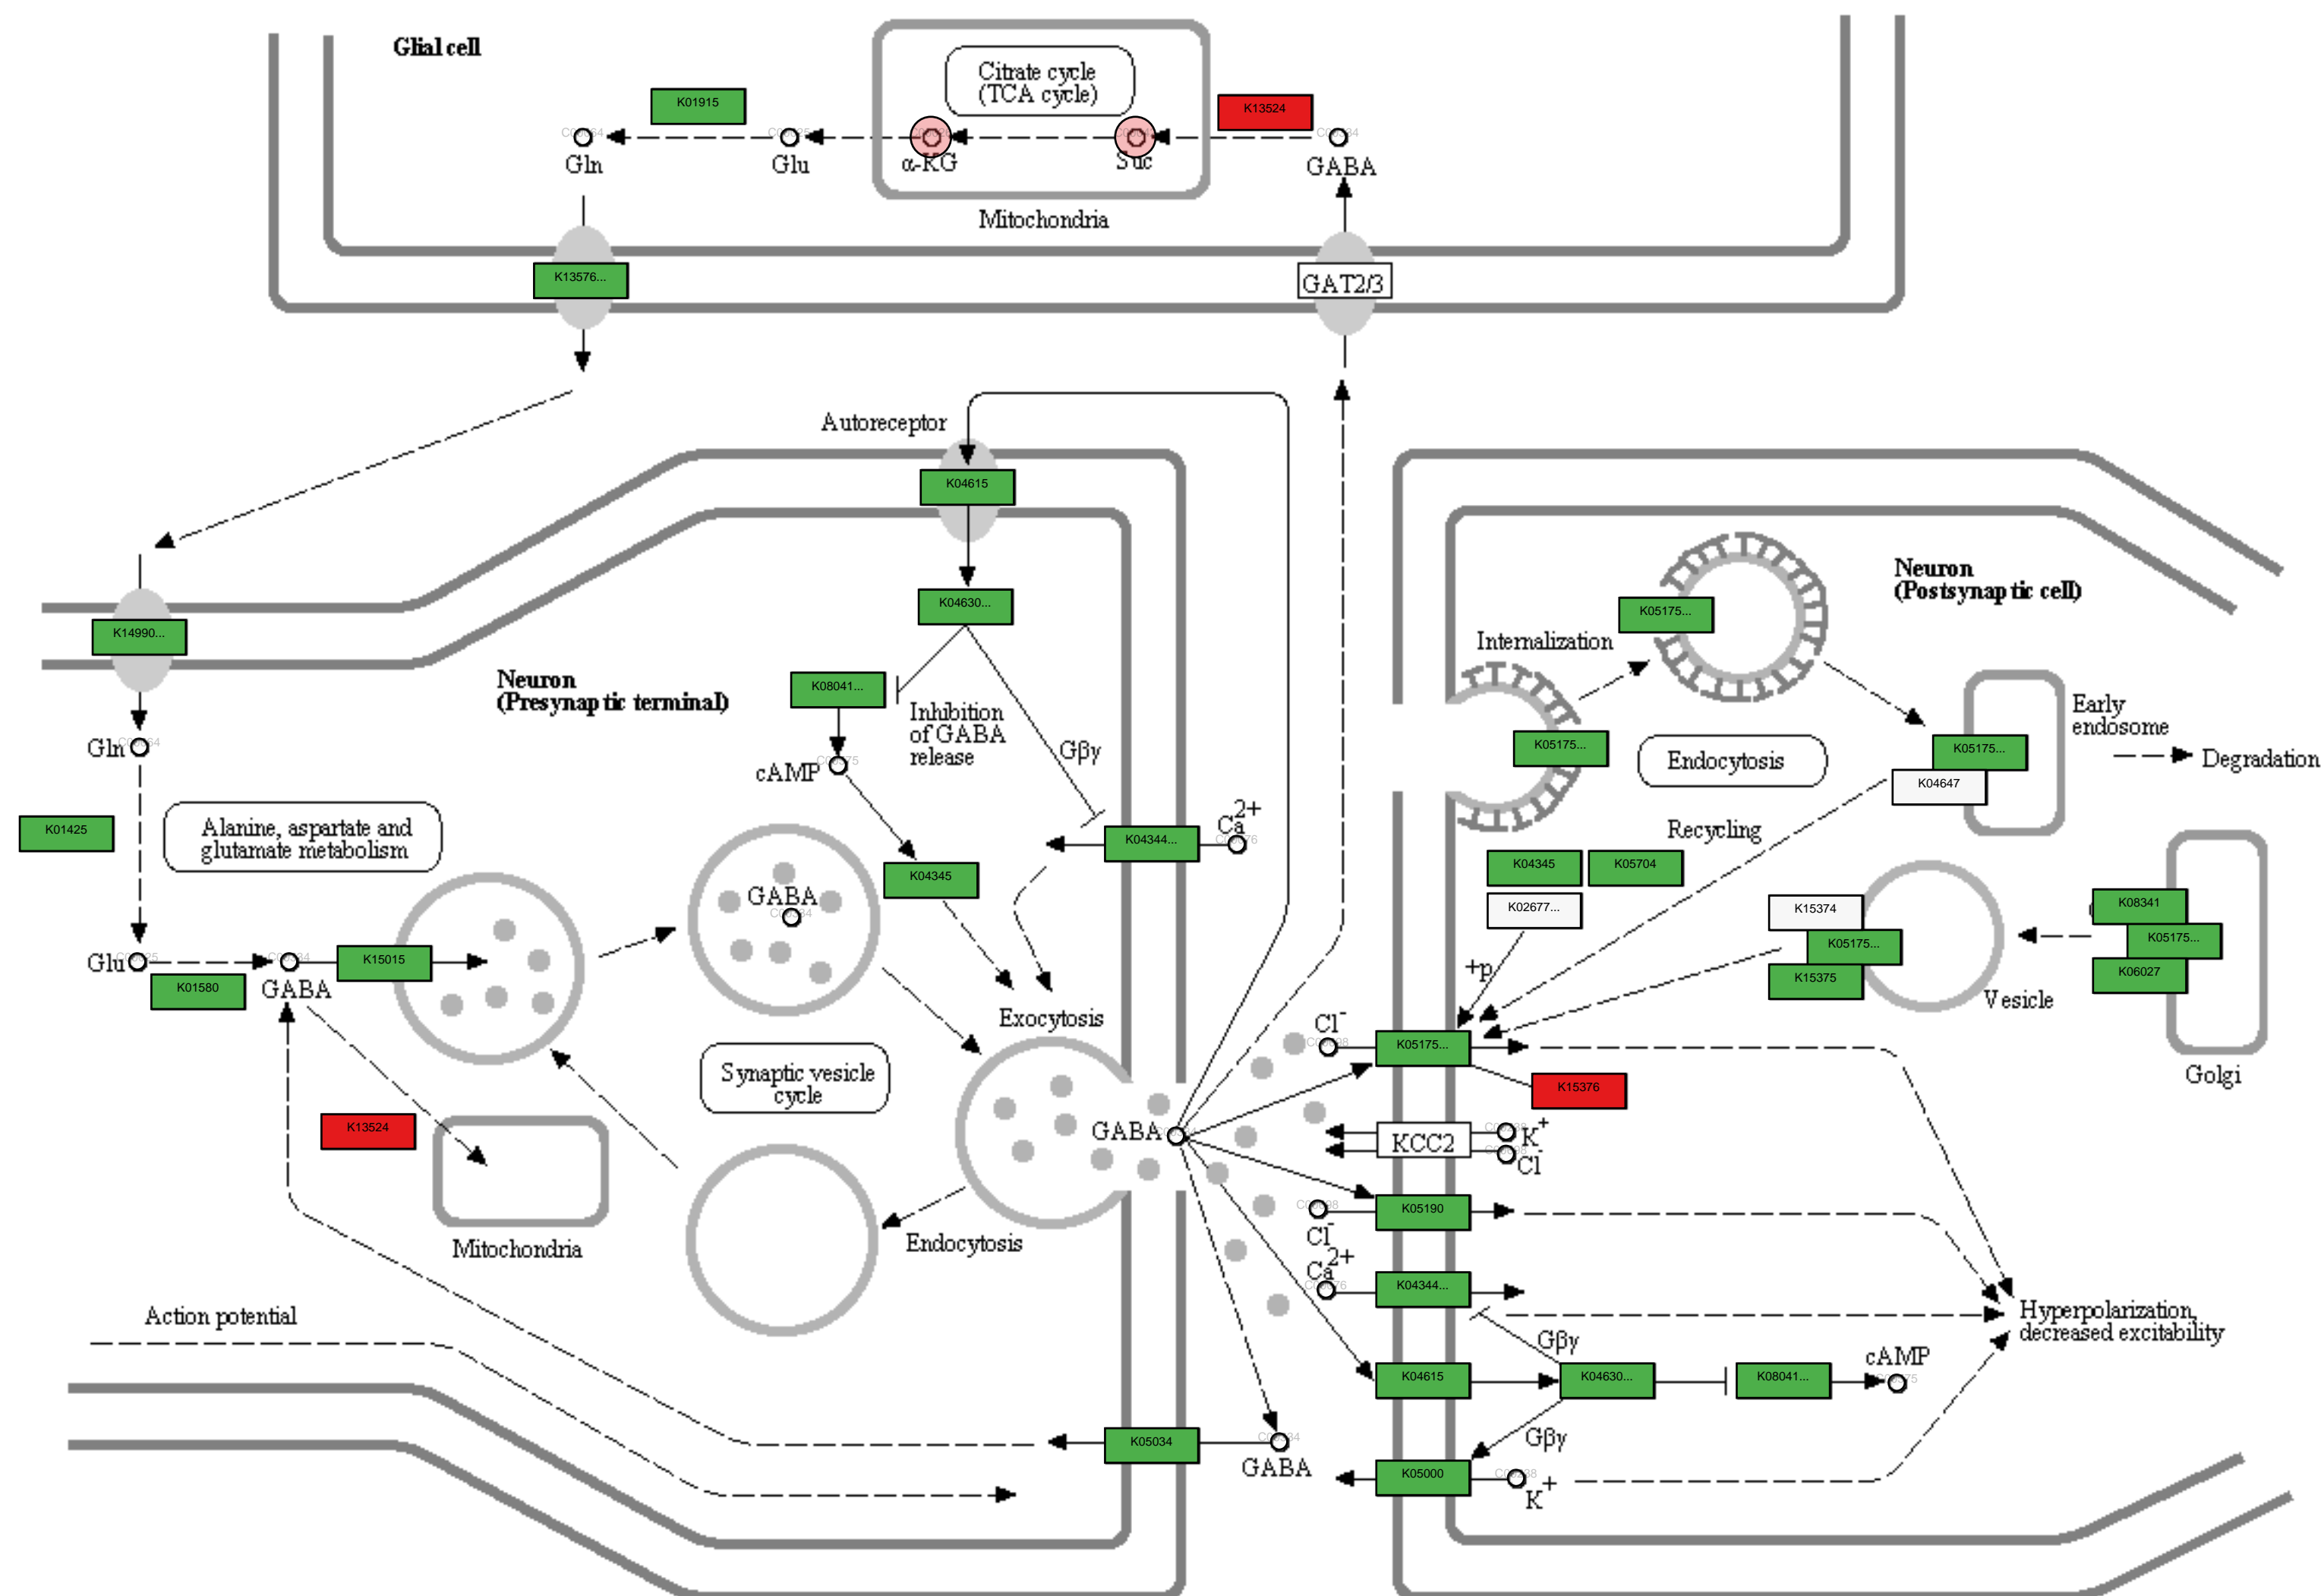 Glial cell
Citrate cycle
(TCA cycle)
K01915
K13524
Gln
Glu
α-KG
Suc
GABA
Mitochondria
K13576...
GAT2/3
Autoreceptor
K04615
K04630...
Neuron
(Postsynaptic cell)
K05175...
Internalization
K14990...
Neuron
(Presynaptic terminal)
K08041...
Inhibition
of GABA
release
Gβγ
Early
endosome
K05175...
K05175...
Endocytosis
Degradation
K04647
Gln
cAMP
Ca2+
K01425
Alanine, aspartate and
glutamate metabolism
K04344...
Recycling
K04345
K04345
K05704
GABA
K02677...
K15374
K08341
K05175...
K05175...
K15375
K06027
Vesicle
Golgi
Glu
K15015
K01580
GABA
+p
Exocytosis
Cl-
K05175...
Synaptic vesicle
cycle
K15376
K13524
GABA
KCC2
K+
Cl-
K05190
Cl-
Mitochondria
Endocytosis
Ca2+
K04344...
Action potential
Hyperpolarization,
decreased excitability
Gβγ
cAMP
K04615
K04630...
K08041...
K05034
GABA
Gβγ
K05000
K+